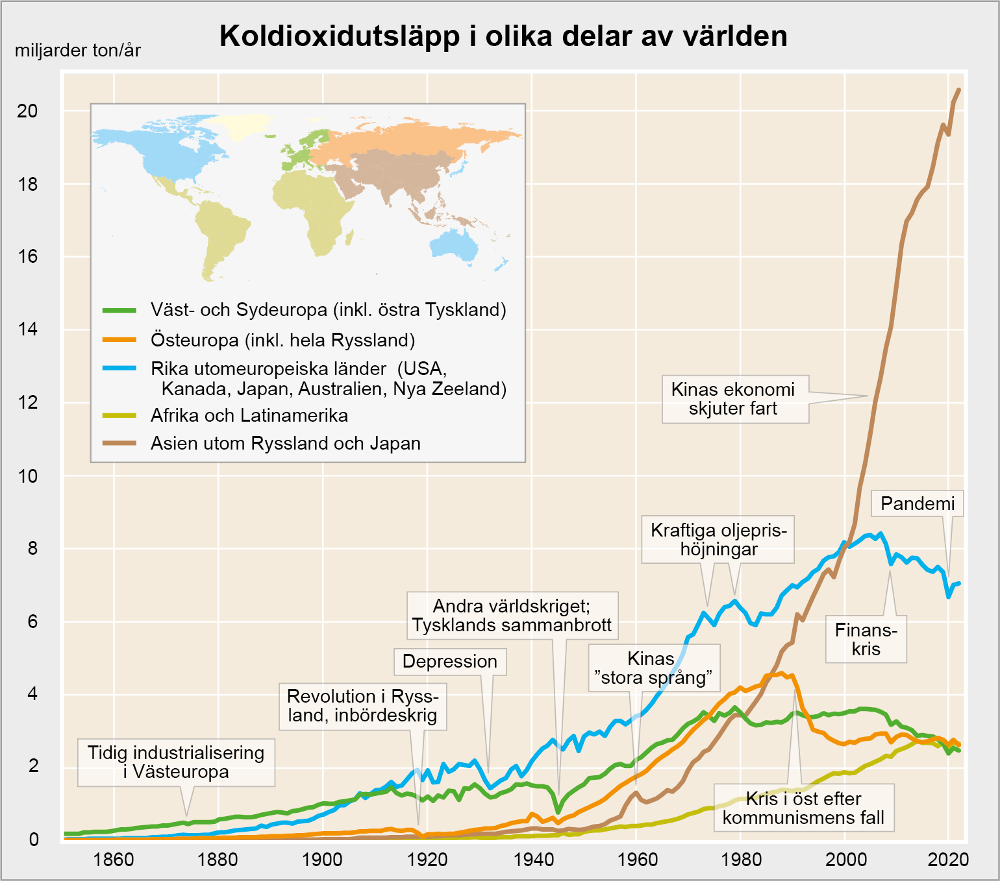 Koldioxidutsläpp i olika delar av världen
miljarder ton/år
20
18
16
14
12
10
8
6
4
2
0
Väst- och Sydeuropa (inkl. östra Tyskland)
Östeuropa (inkl. hela Ryssland)
Rika utomeuropeiska länder (USA,
Kanada, Japan, Australien, Nya Zeeland)
Afrika och Latinamerika
Asien utom Ryssland och Japan
Kinas ekonomi
skjuter fart
Pandemi
Kraftiga oljepris-
höjningar
Andra världskriget;
Tysklands sammanbrott
Finans-
kris
Depression
Kinas
”stora språng”
Revolution i Ryss-
land, inbördeskrig
Tidig industrialisering
i Västeuropa
Kris i öst efter
kommunismens fall
1860 1880 1900 1920 1940 1960 1980 2000 2020